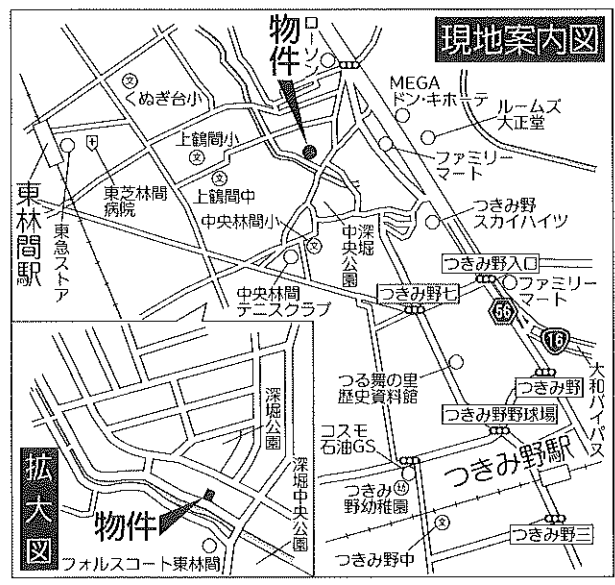 現地案内図
ローソン
物件
MEGA
ドン・キホーテ
ルームズ
大正堂
くぬぎ台小
上鶴間小
ファミリー
マート
東芝林間
病院
上鶴間中
東林間駅
東急ストア
中央林間小
深堀
中央公園
つきみ野
スカイハイツ
中央林間
テニスクラブ
つきみ野入口
つきみ野七
ファミリー
マート
56
16
大和バイパス
つる舞の里
歴史資料館
つきみ野
つきみ野野球場
コスモ
石油GS
つきみ野駅
つきみ
野幼稚園
つきみ野三
つきみ野中
拡大図
深堀公園
深堀中央公園
物件
フォルスコート東林間
文
文
文
文
文
幼